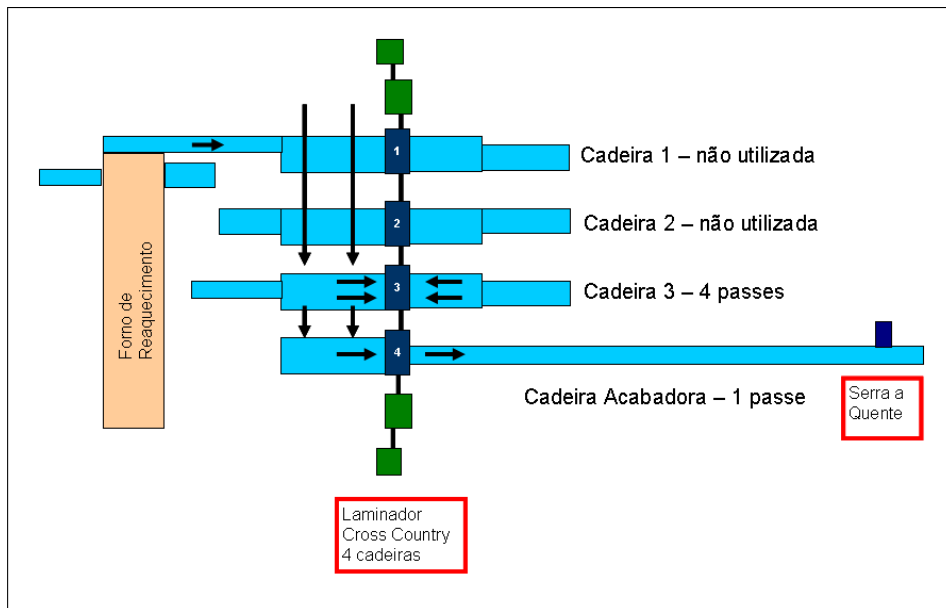 1
Cadeira 1 – não utilizada
2
Cadeira 2 – não utilizada
3
Cadeira 3 – 4 passes
Forno de
Reaquecimento
4
Cadeira Acabadora – 1 passe
Serra a
Quente
Laminador
Cross Country
4 cadeiras